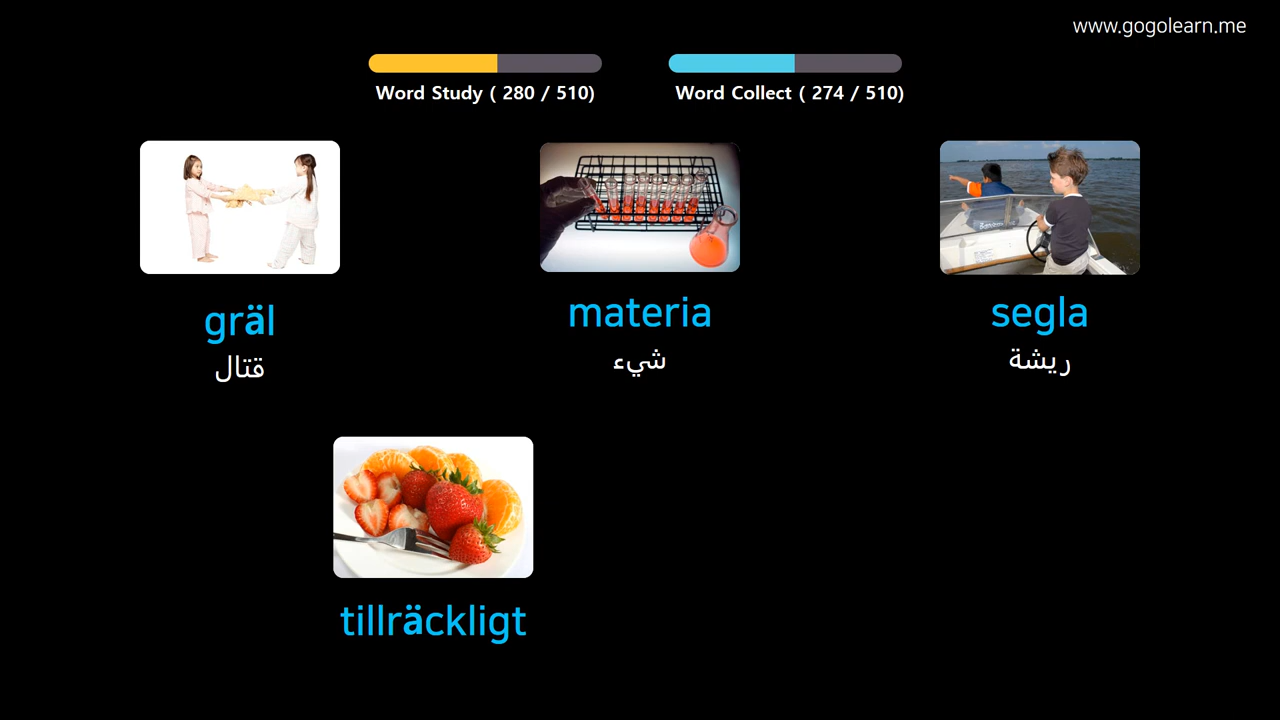 www.gogolearn.me
Word Study ( 280 / 510)
Word Collect ( 274 / 510)
gräl
قتال
materia
شيء
segla
ريشة
tillräckligt